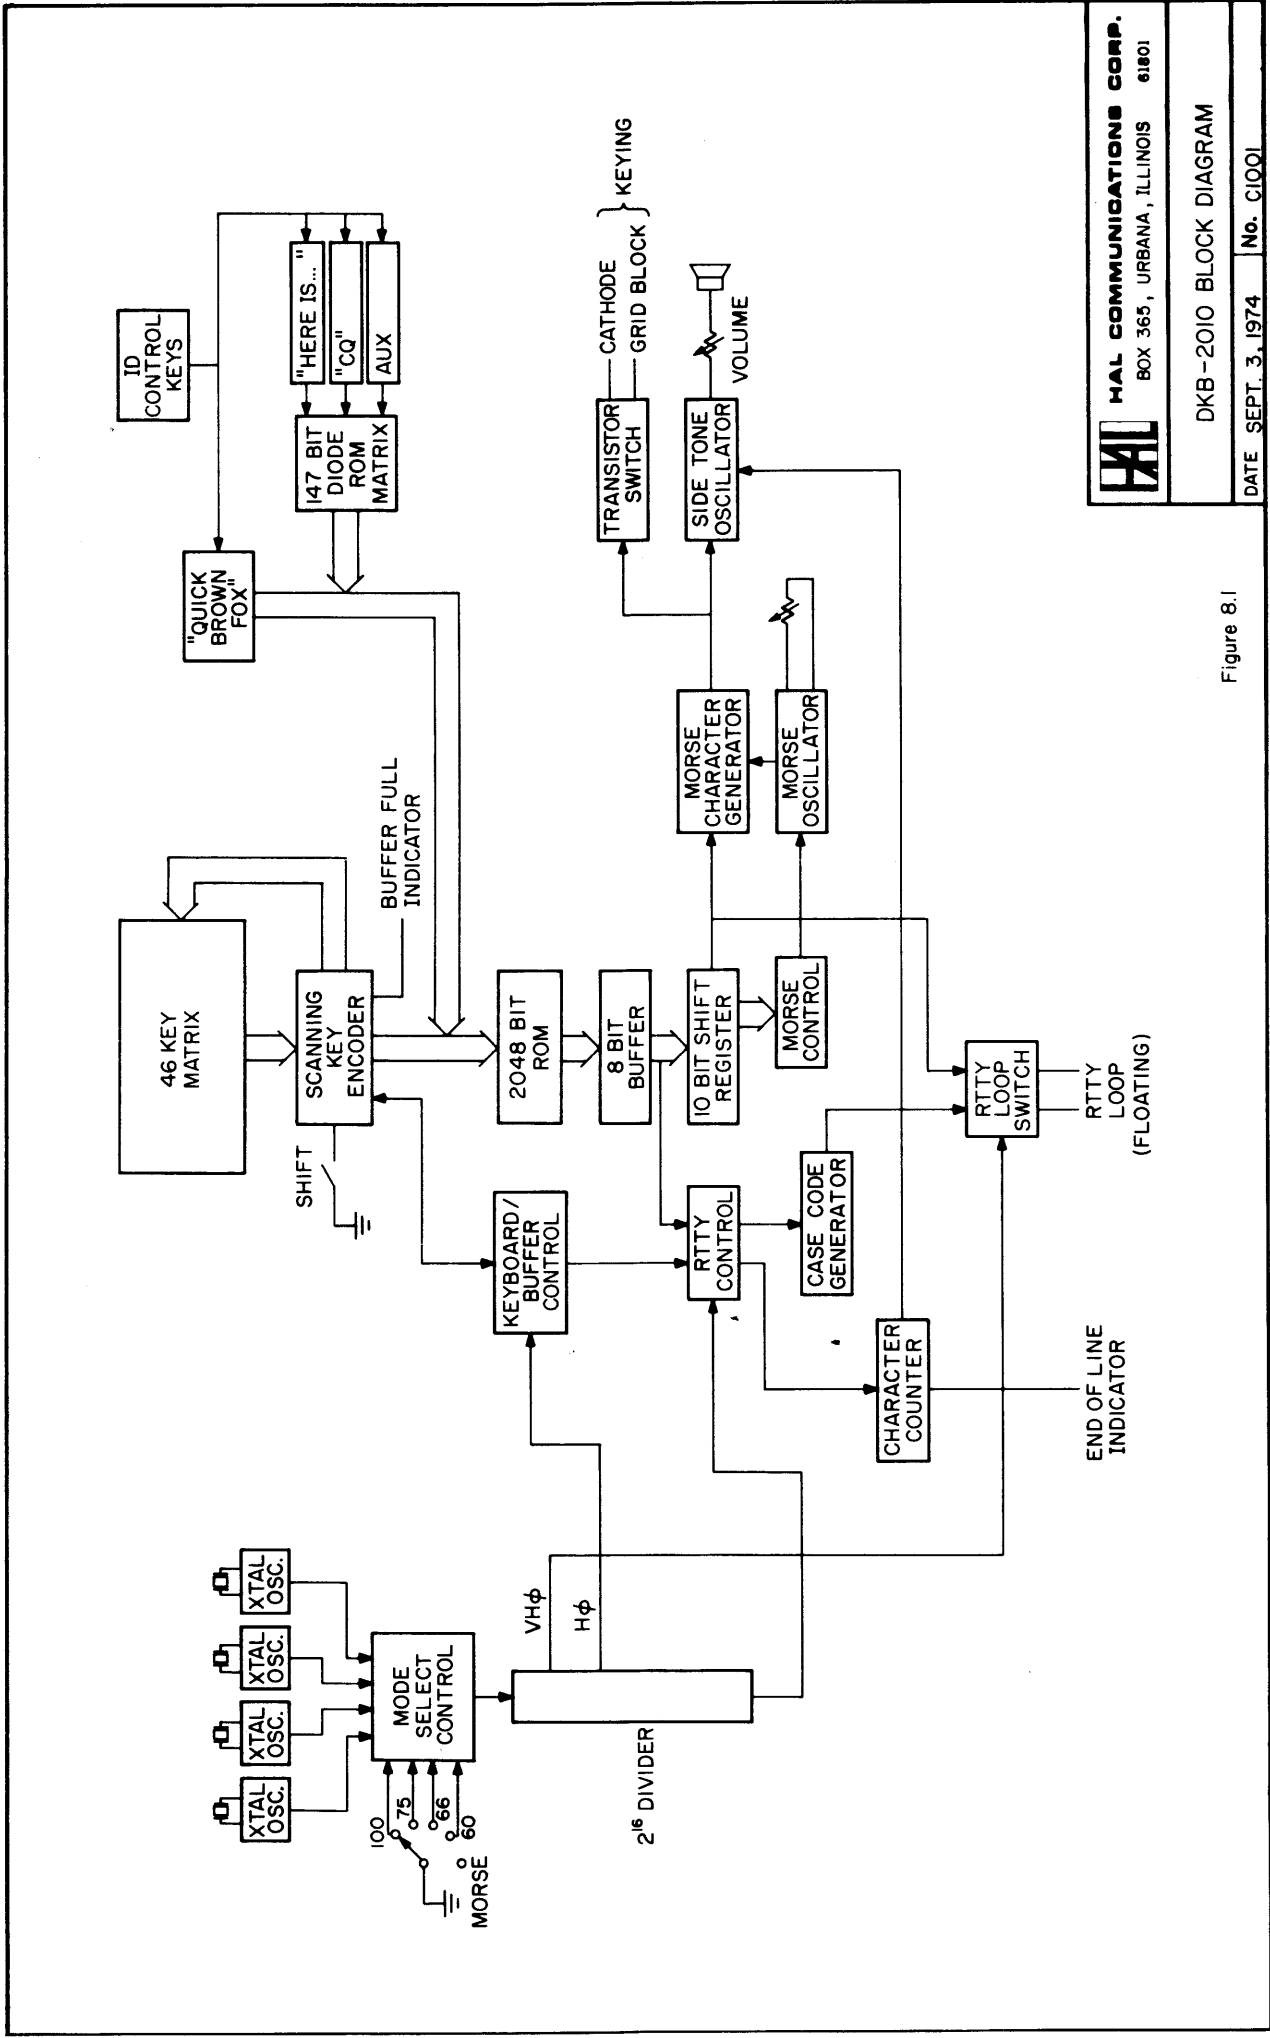 XTAL
OSC.
XTAL
OSC.
XTAL
OSC.
XTAL
OSC.
100
75
66
60
MORSE
MODE
SELECT
CONTROL
2¹⁶ DIVIDER
VHϕ
Hϕ
46 KEY
MATRIX
SHIFT
SCANNING
KEY
ENCODER
BUFFER FULL
INDICATOR
KEYBOARD/
BUFFER
CONTROL
2048 BIT
ROM
8 BIT
BUFFER
RTTY
CONTROL
10 BIT SHIFT
REGISTER
MORSE
CONTROL
CASE CODE
GENERATOR
CHARACTER
COUNTER
END OF LINE
INDICATOR
RTTY
LOOP
SWITCH
RTTY
LOOP
(FLOATING)
ID
CONTROL
KEYS
"QUICK
BROWN
FOX"
147 BIT
DIODE
ROM
MATRIX
"HERE IS..."
"CQ"
AUX
MORSE
CHARACTER
GENERATOR
MORSE
OSCILLATOR
TRANSISTOR
SWITCH
CATHODE
GRID BLOCK
KEYING
SIDE TONE
OSCILLATOR
VOLUME
Figure 8.1
HAL
HAL COMMUNICATIONS CORP.
BOX 365, URBANA, ILLINOIS 61801
DKB-2010 BLOCK DIAGRAM
DATE SEPT. 3, 1974 No. C1001